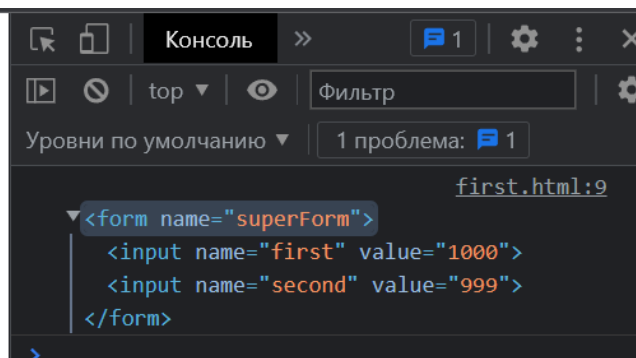 Консоль » 1
top ▼ Фильтр
Уровни по умолчанию ▼ 1 проблема: 1
first.html:9
▼<form name="superForm">
<input name="first" value="1000">
<input name="second" value="999">
</form>
>